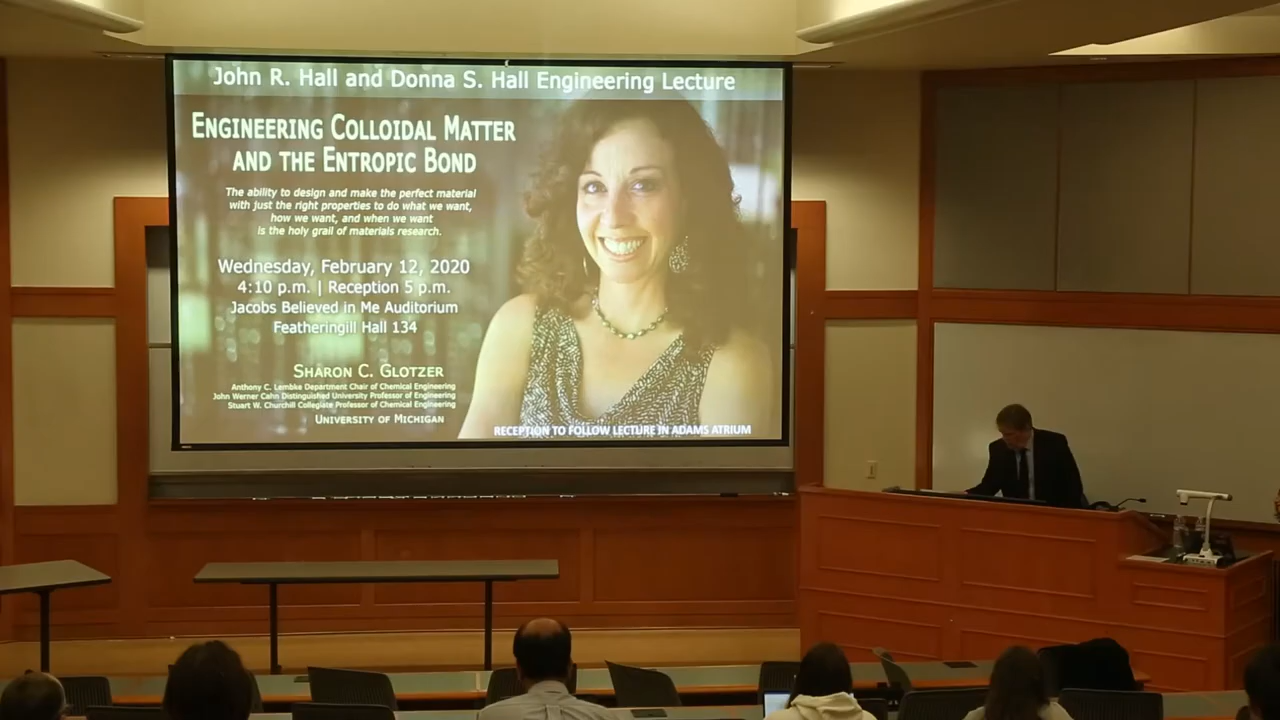 John R. Hall and Donna S. Hall Engineering Lecture
ENGINEERING COLLOIDAL MATTER
AND THE ENTROPIC BOND
The ability to design and make the perfect material
with just the right properties to do what we want,
how we want, and when we want
is the holy grail of materials research.
Wednesday, February 12, 2020
4:10 p.m. | Reception 5 p.m.
Jacobs Believed in Me Auditorium
Featheringill Hall 134
SHARON C. GLOTZER
Anthony C. Lembke Department Chair of Chemical Engineering
John Werner Cahn Distinguished University Professor of Engineering
Stuart W. Churchill Collegiate Professor of Chemical Engineering
UNIVERSITY OF MICHIGAN
RECEPTION TO FOLLOW LECTURE IN ADAMS ATRIUM